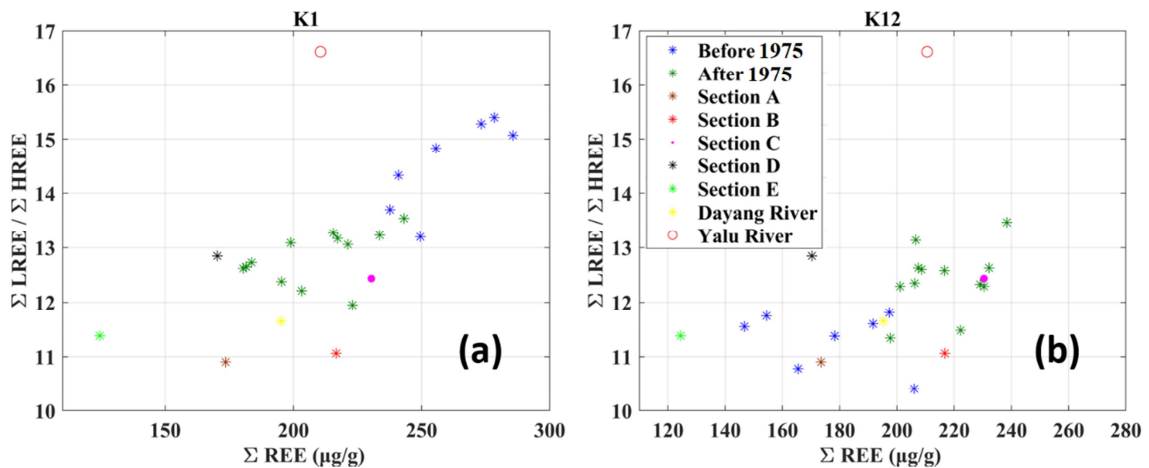 K1
17
16
15
14
13
12
11
10
Σ LREE / Σ HREE
150
200
250
300
Σ REE (μg/g)
(a)
K12
17
16
15
14
13
12
11
10
Σ LREE / Σ HREE
Before 1975
After 1975
Section A
Section B
Section C
Section D
Section E
Dayang River
Yalu River
120
140
160
180
200
220
240
260
280
Σ REE (μg/g)
(b)